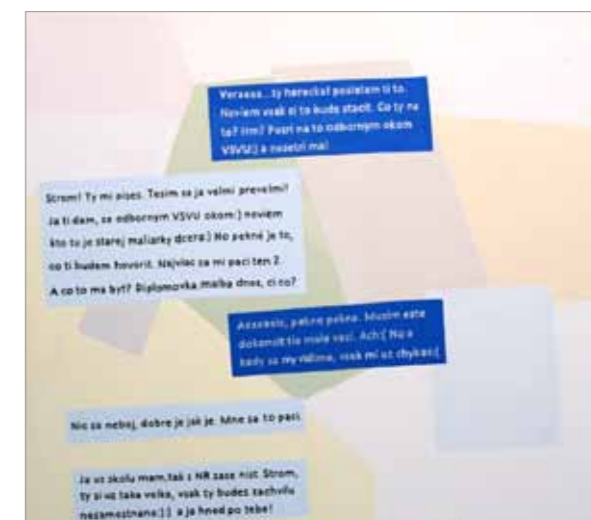 Veraaaa...ty herecka! posielam ti to.
Neviem vsak ci to bude stacit. Co ty na
to? Hm? Pozri na to odbornym okom
VSVU:) a nesetri ma!
Strom! Ty mi pises. Tesim sa ja velmi prevelmi!
Ja ti dam, so odbornym VSVU okom:) neviem
kto tu je starej maliarky dcera:) No pekné je to,
co ti budem hovorit. Najviac sa mi paci ten 2.
A co to ma byt? Diplomovka, malba dnes, ci co?
pekne pekne. Musim este
dokoncit tie male veci. Ach:( No a
kedy sa my vidime, vsak mi uz chybas:(
Nic sa neboj, dobre je jak je. Mne sa to paci.
Ja uz skolu mam, tak s NR zase nist. Strom,
ty si uz taka velka, vsak ty budes zachvilu
nezamestnana:):) a ja hned po tebe!